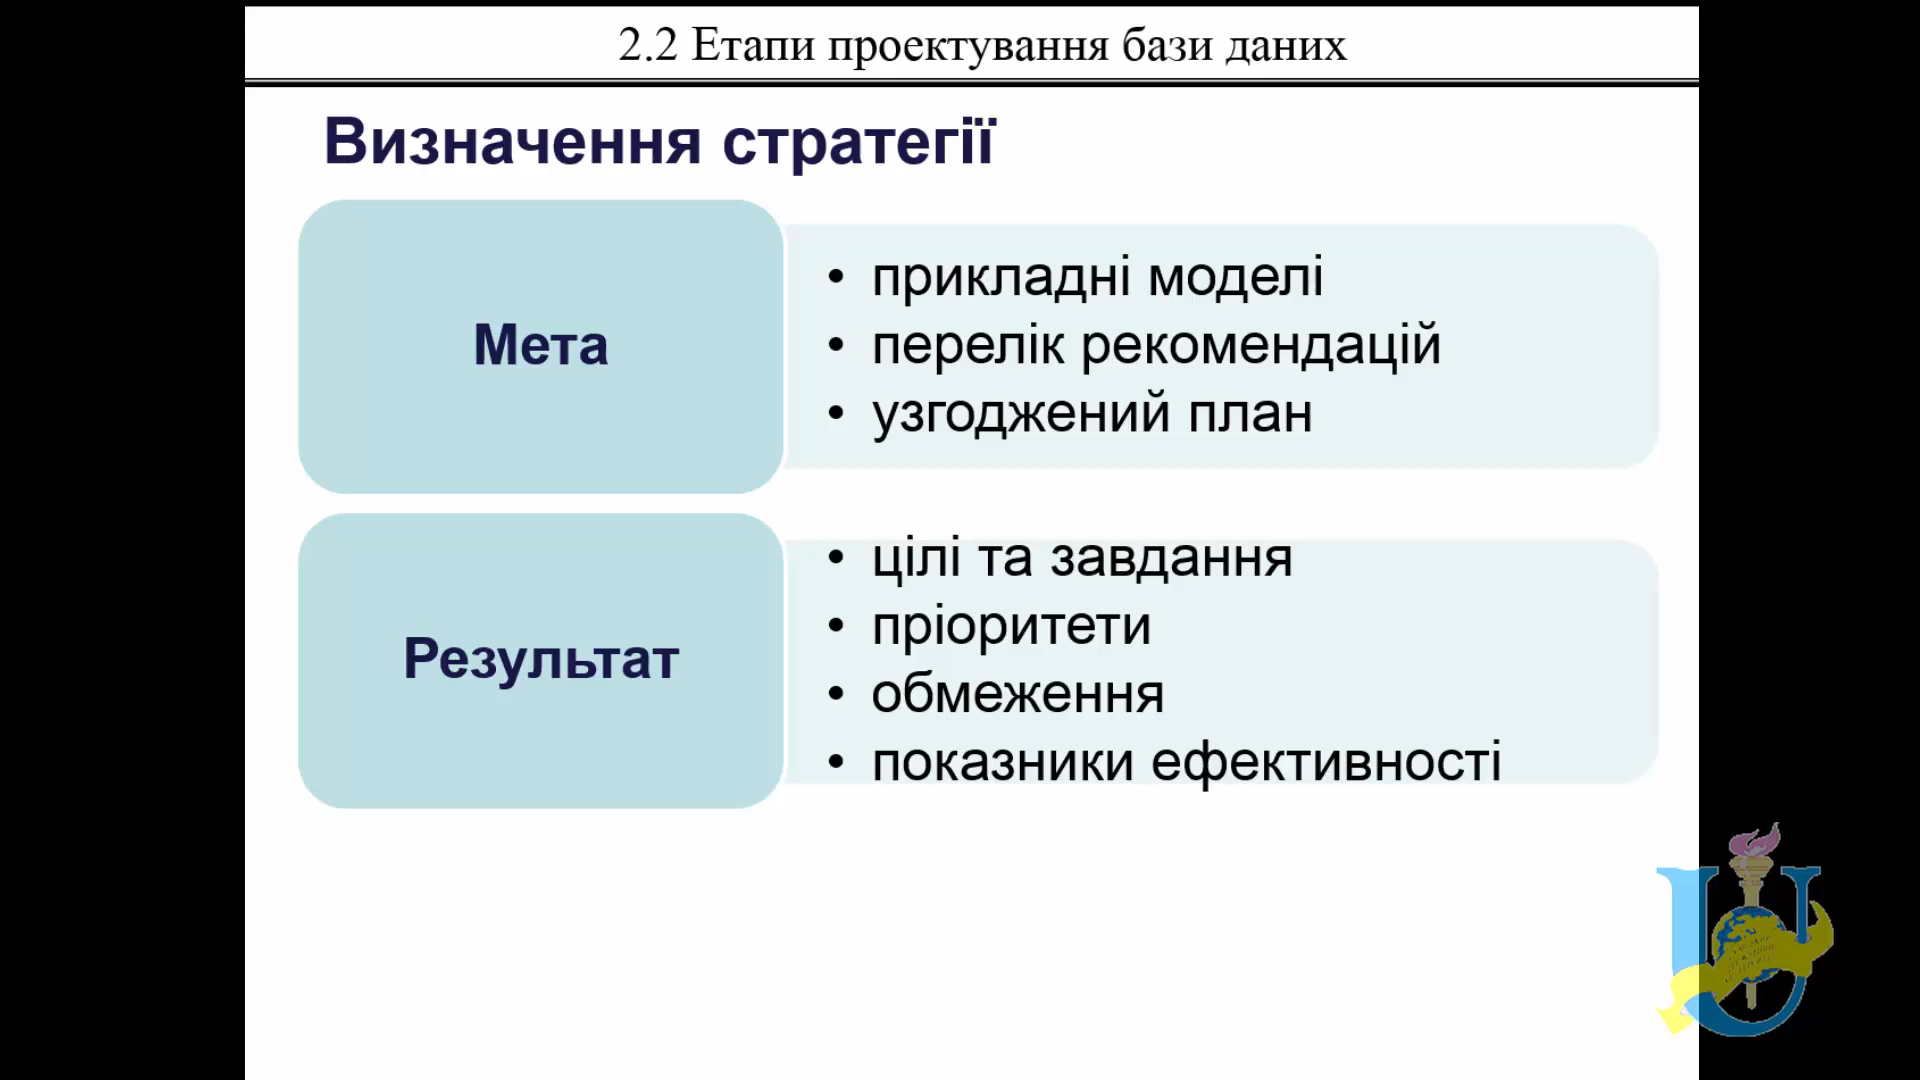 2.2 Етапи проектування бази даних
Визначення стратегії
Мета
• прикладні моделі
• перелік рекомендацій
• узгоджений план
Результат
• цілі та завдання
• пріоритети
• обмеження
• показники ефективності